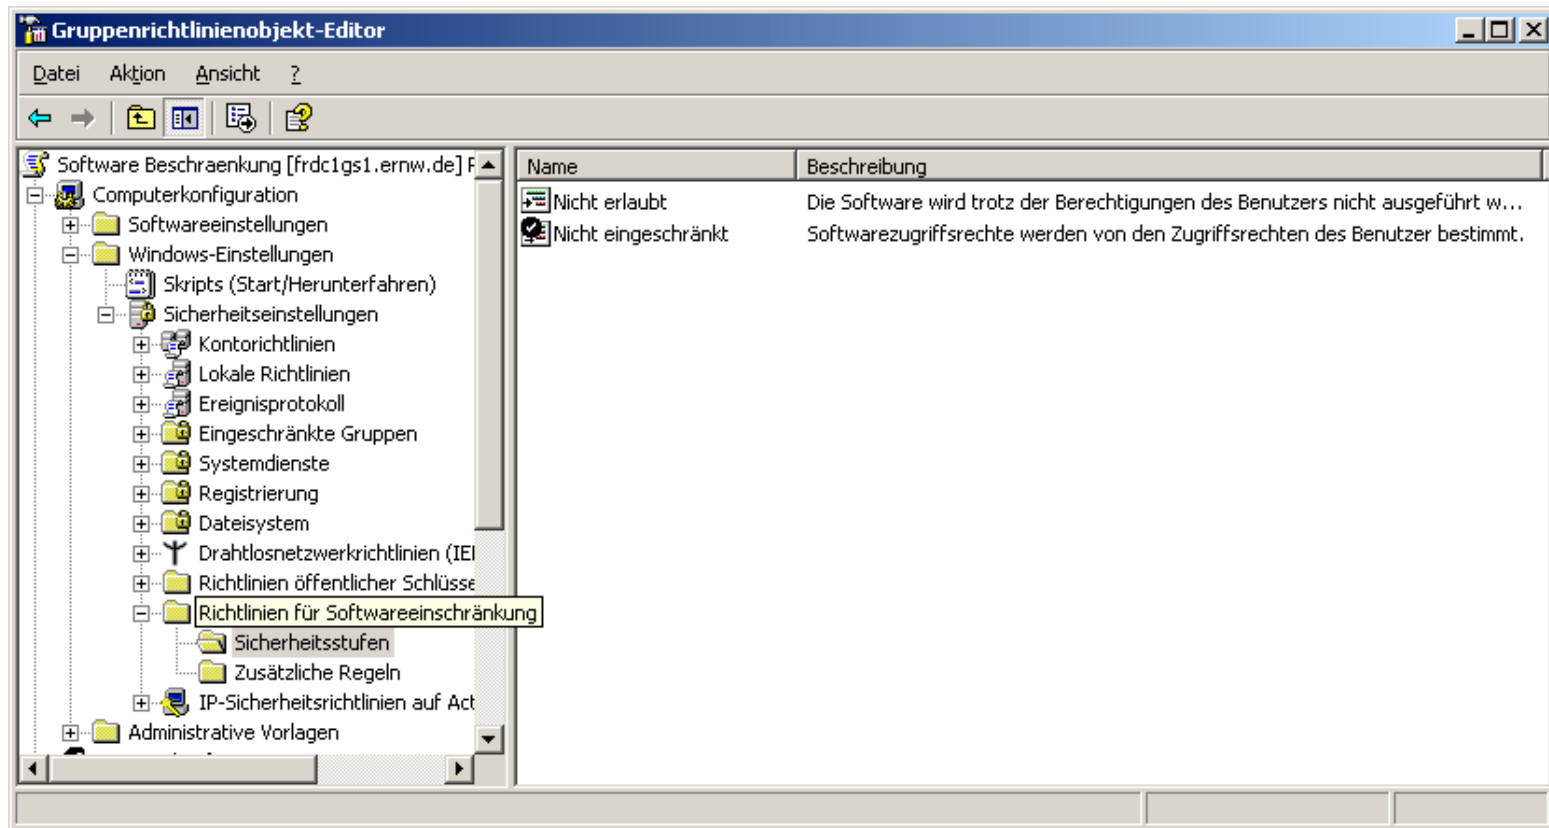 Gruppenrichtlinienobjekt-Editor
Datei Aktion Ansicht ?
Software Beschraenkung [frdc1gs1.ernw.de]
Computerkonfiguration
Softwareeinstellungen
Windows-Einstellungen
Skripts (Start/Herunterfahren)
Sicherheitseinstellungen
Kontorichtlinien
Lokale Richtlinien
Ereignisprotokoll
Eingeschränkte Gruppen
Systemdienste
Registrierung
Dateisystem
Drahtlosnetzwerkrichtlinien (IEI
Richtlinien öffentlicher Schlüsse
Richtlinien für Softwareeinschränkung
Sicherheitsstufen
Zusätzliche Regeln
IP-Sicherheitsrichtlinien auf Act
Administrative Vorlagen
Name Beschreibung
Nicht erlaubt Die Software wird trotz der Berechtigungen des Benutzers nicht ausgeführt w...
Nicht eingeschränkt Softwarezugriffsrechte werden von den Zugriffsrechten des Benutzer bestimmt.